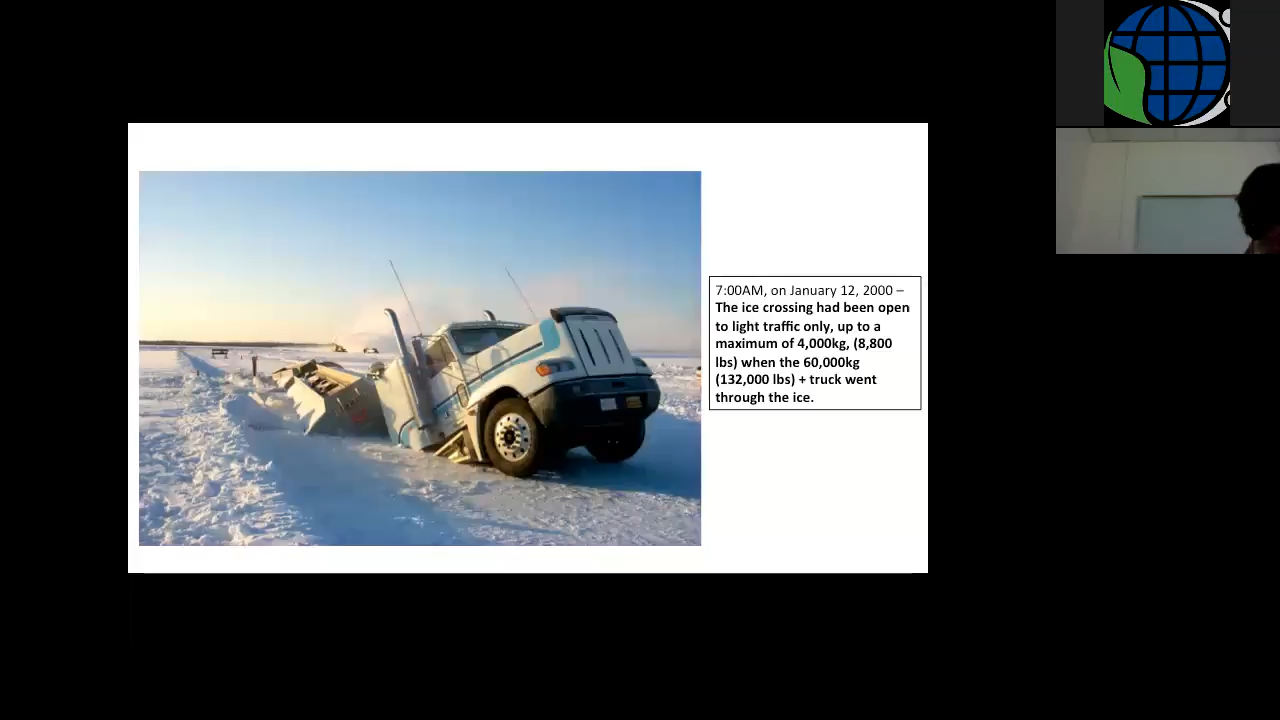 7:00AM, on January 12, 2000 –
The ice crossing had been open
to light traffic only, up to a
maximum of 4,000kg, (8,800
lbs) when the 60,000kg
(132,000 lbs) + truck went
through the ice.